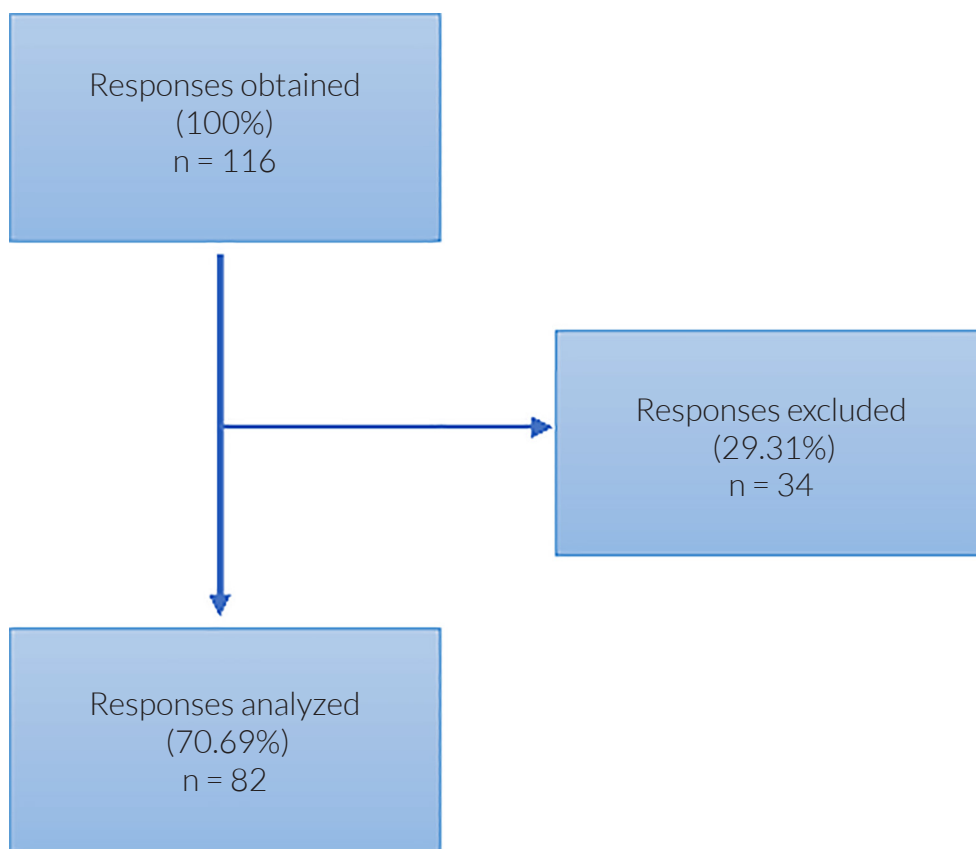 Responses obtained
(100%)
n = 116
Responses excluded
(29.31%)
n = 34
Responses analyzed
(70.69%)
n = 82